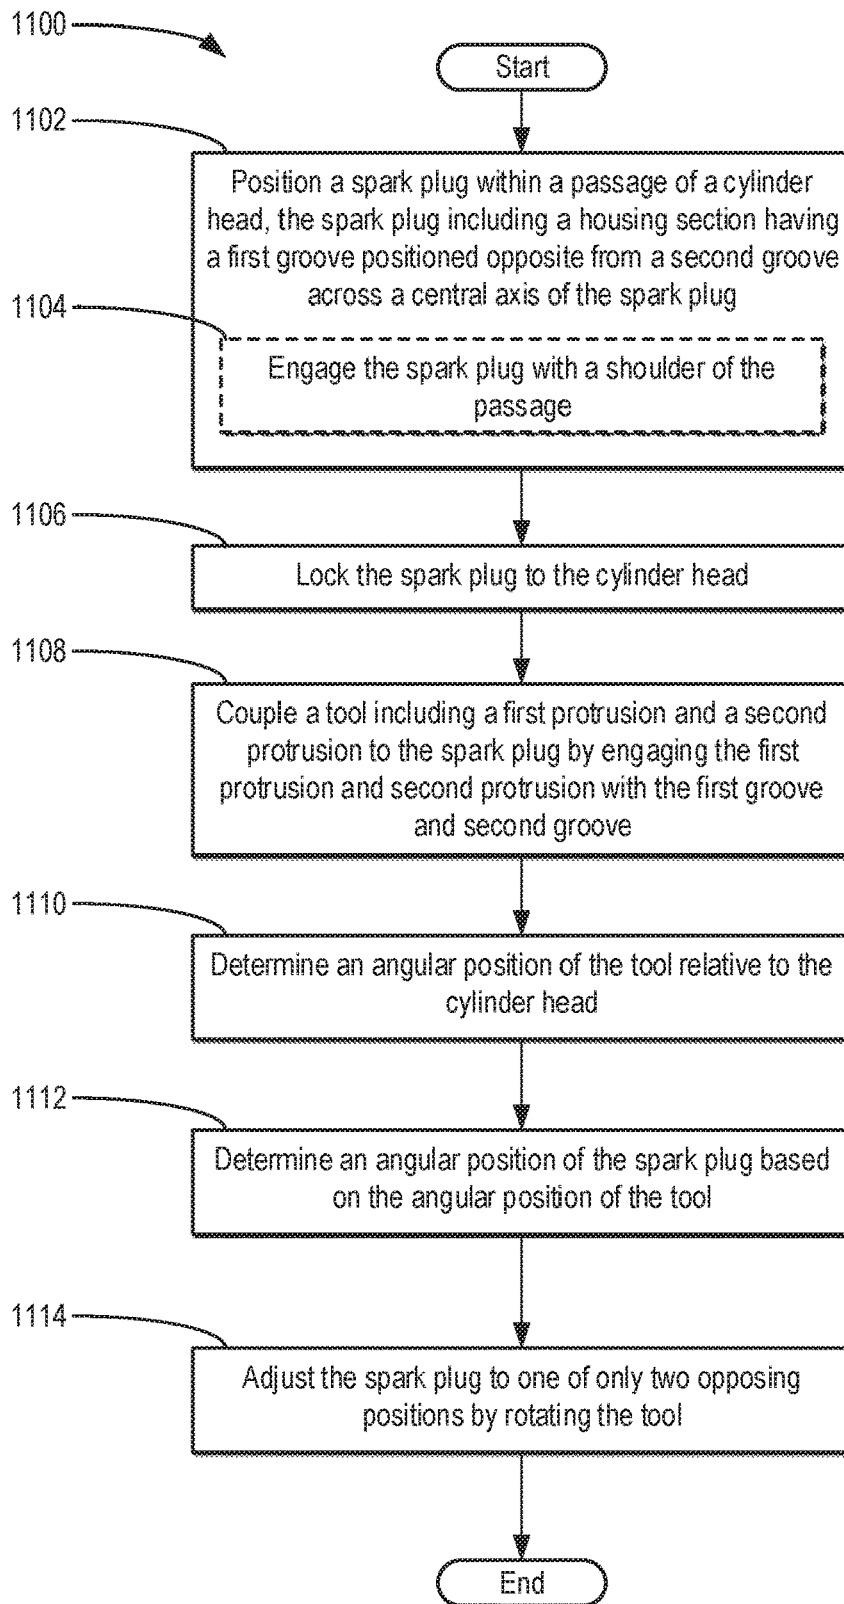 1100
Start
1102
Position a spark plug within a passage of a cylinder
head, the spark plug including a housing section having
a first groove positioned opposite from a second groove
across a central axis of the spark plug
1104
Engage the spark plug with a shoulder of the
passage
1106
Lock the spark plug to the cylinder head
1108
Couple a tool including a first protrusion and a second
protrusion to the spark plug by engaging the first
protrusion and second protrusion with the first groove
and second groove
1110
Determine an angular position of the tool relative to the
cylinder head
1112
Determine an angular position of the spark plug based
on the angular position of the tool
1114
Adjust the spark plug to one of only two opposing
positions by rotating the tool
End